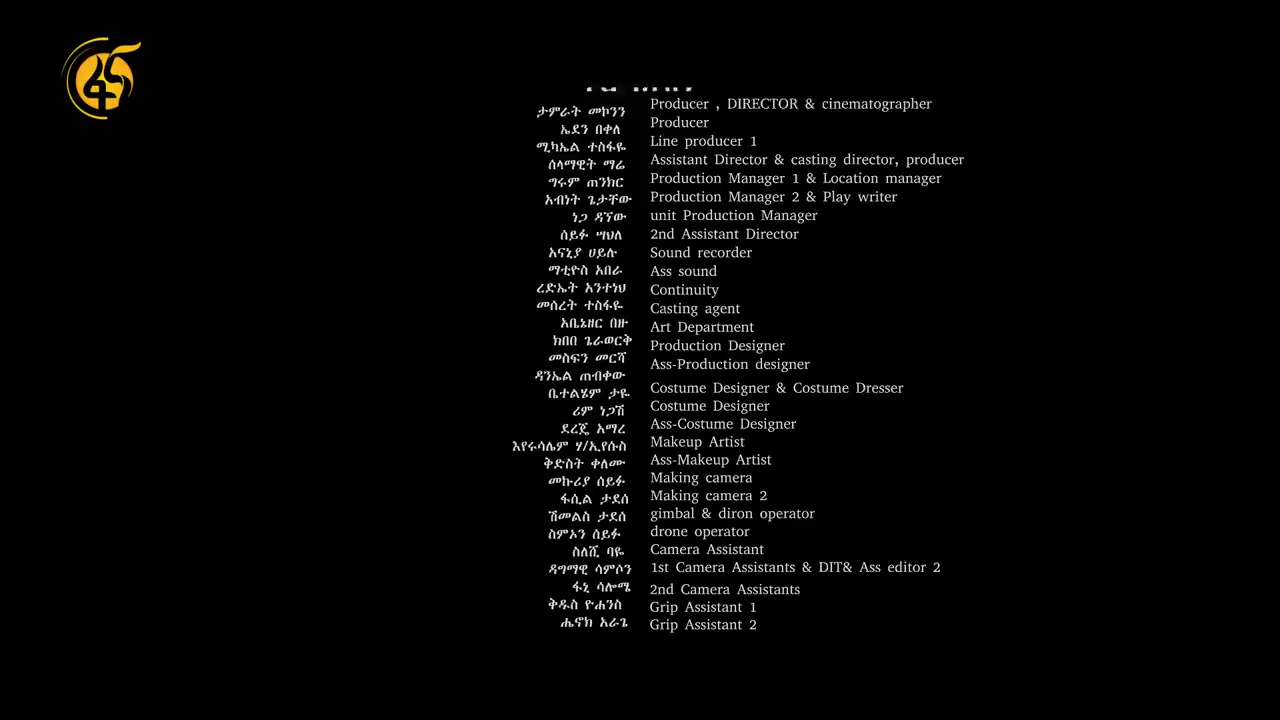 ታምራት መኮንን Producer , DIRECTOR & cinematographer
ኤደን በቀለ Producer
ሚካኤል ተስፋዬ Line producer 1
ሰላማዊት ማሬ Assistant Director & casting director, producer
ግሩም ጠንክር Production Manager 1 & Location manager
አብነት ጌታቸው Production Manager 2 & Play writer
ነጋ ዳኘው unit Production Manager
ሰይፉ ሣህለ 2nd Assistant Director
አናኒያ ሀይሉ Sound recorder
ማቲዮስ አበራ Ass sound
ረድኤት አንተነህ Continuity
መሰረት ተስፋዬ Casting agent
አቤኔዘር በዙ Art Department
ክበበ ጌራወርቅ Production Designer
መስፍን መርሻ Ass-Production designer
ዳንኤል ጠብቀው
ቤተልሄም ታዬ Costume Designer & Costume Dresser
ሪም ነጋሽ Costume Designer
ደረጄ አማረ Ass-Costume Designer
እየሩሳሌም ሃ/ኢየሱስ Makeup Artist
ቅድስት ቀለሙ Ass-Makeup Artist
መኩሪያ ሰይፉ Making camera
ፋሲል ታደሰ Making camera 2
ሽመልስ ታደሰ gimbal & diron operator
ስምኦን ሰይፉ drone operator
ስለሺ ባዬ Camera Assistant
ዳግማዊ ሳምሶን 1st Camera Assistants & DIT& Ass editor 2
ፋኒ ሳሎሜ 2nd Camera Assistants
ቅዱስ ዮሐንስ Grip Assistant 1
ሔኖክ አራጌ Grip Assistant 2